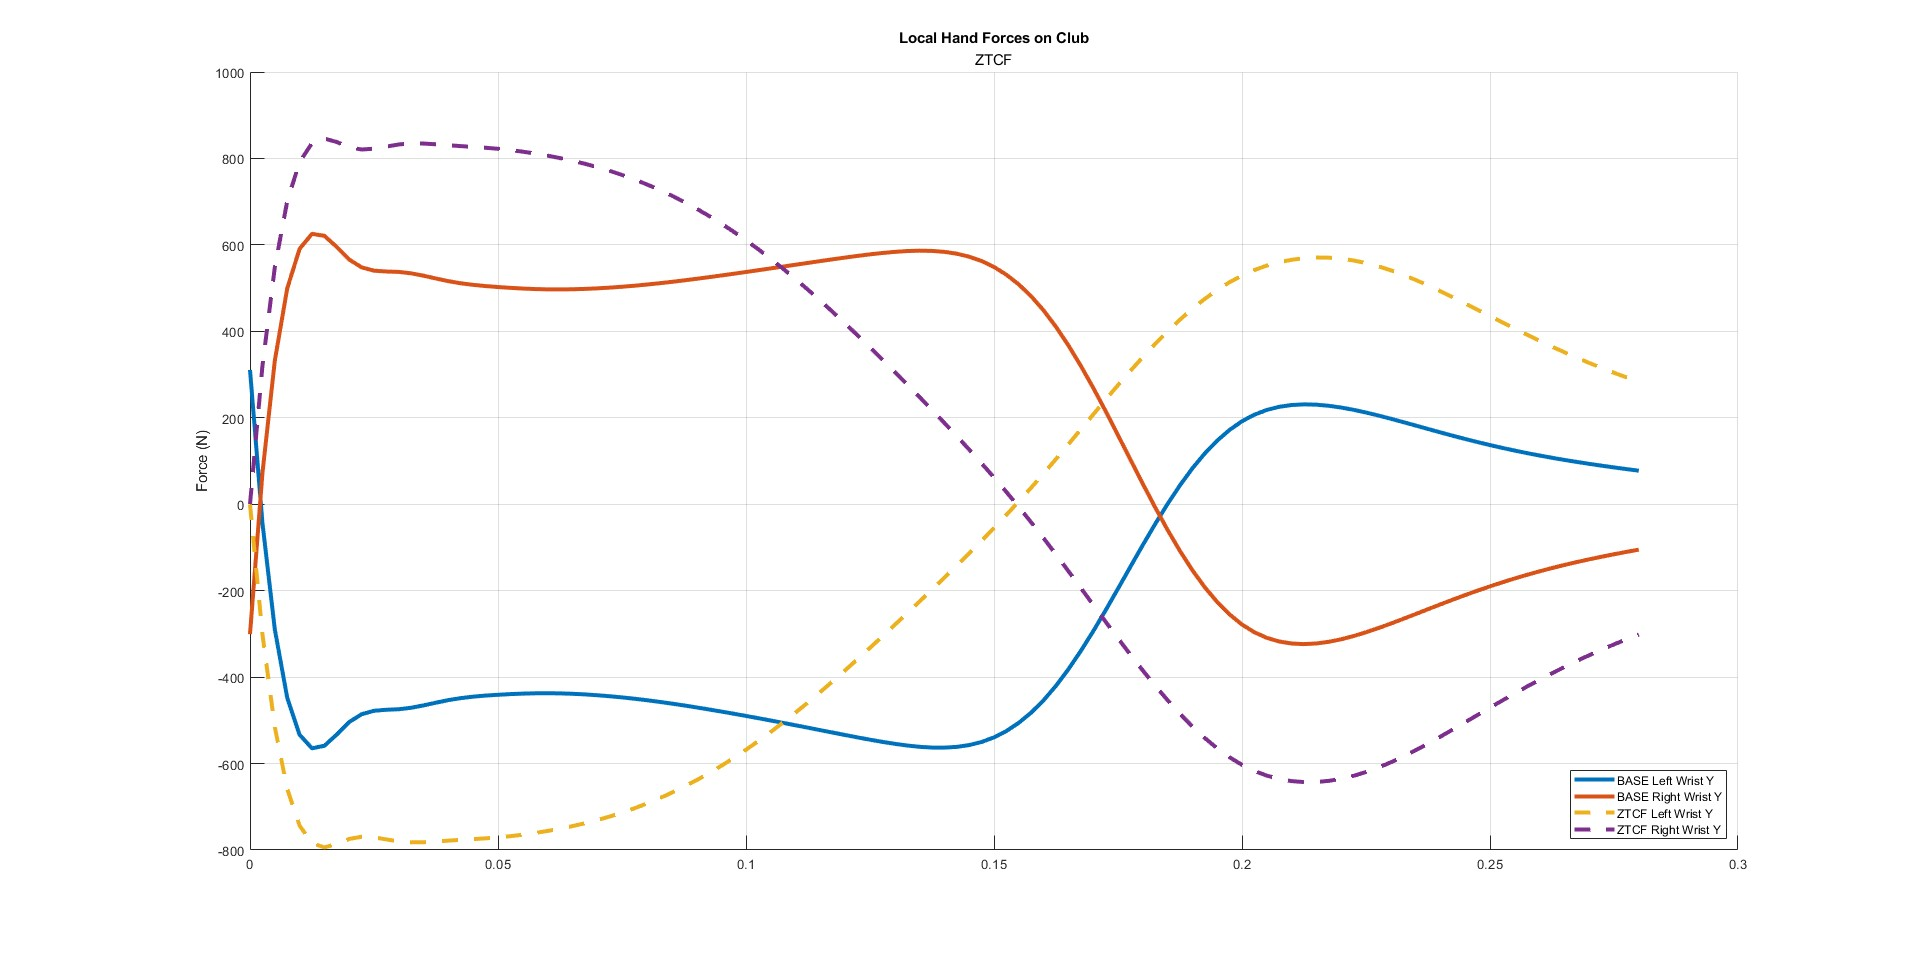 Local Hand Forces on Club
ZTCF
1000
800
600
400
200
0
-200
-400
-600
-800
Force (N)
0
0.05
0.1
0.15
0.2
0.25
0.3
BASE Left Wrist Y
BASE Right Wrist Y
ZTCF Left Wrist Y
ZTCF Right Wrist Y